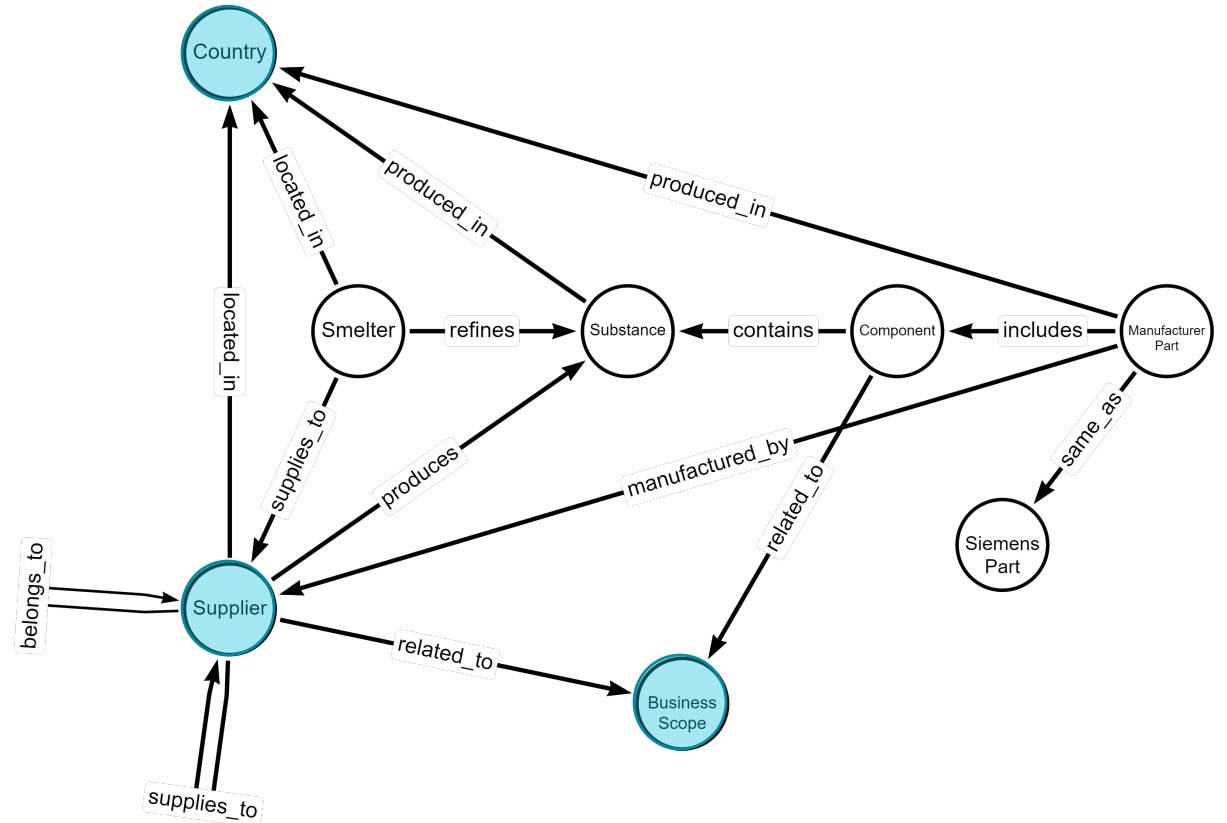 Country
located_in
produced_in
produced_in
located_in
Smelter
refines
Substance
contains
Component
includes
Manufacturer
Part
supplies_to
produces
manufactured_by
related_to
same_as
Siemens
Part
belongs_to
Supplier
related_to
Business
Scope
supplies_to